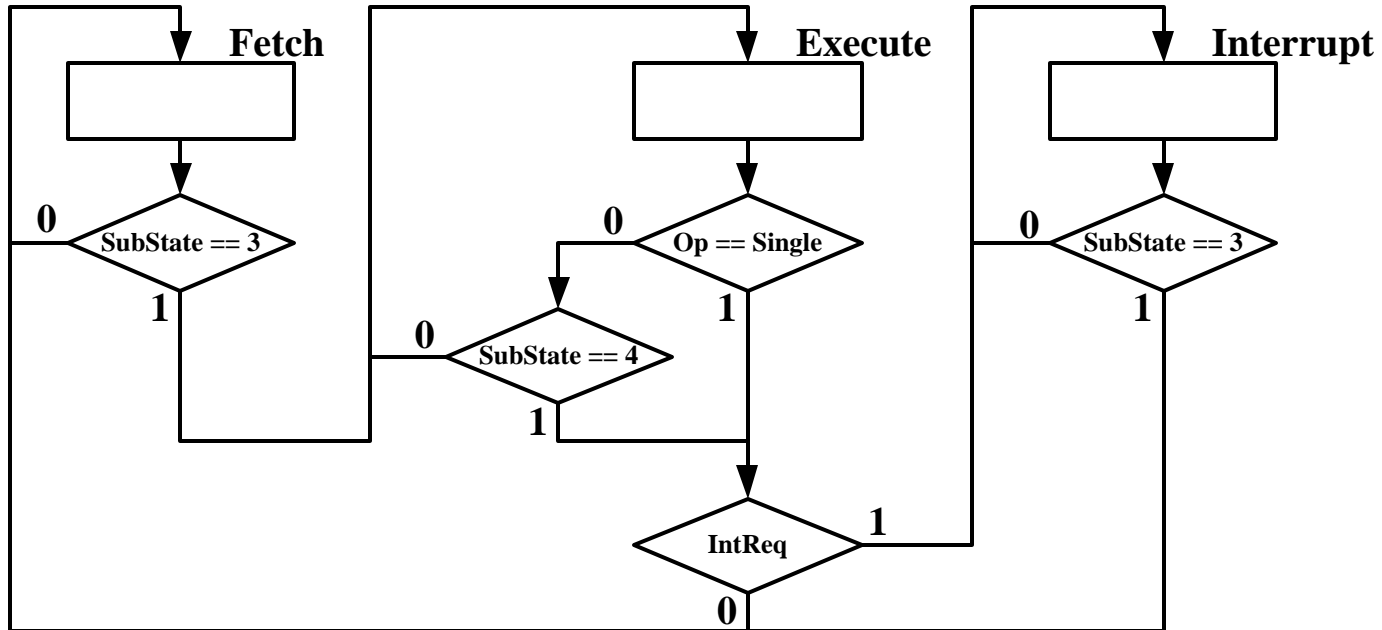 Fetch
Execute
Interrupt
0
SubState == 3
1
0
Op == Single
1
0
SubState == 3
1
0
SubState == 4
1
IntReq
1
0